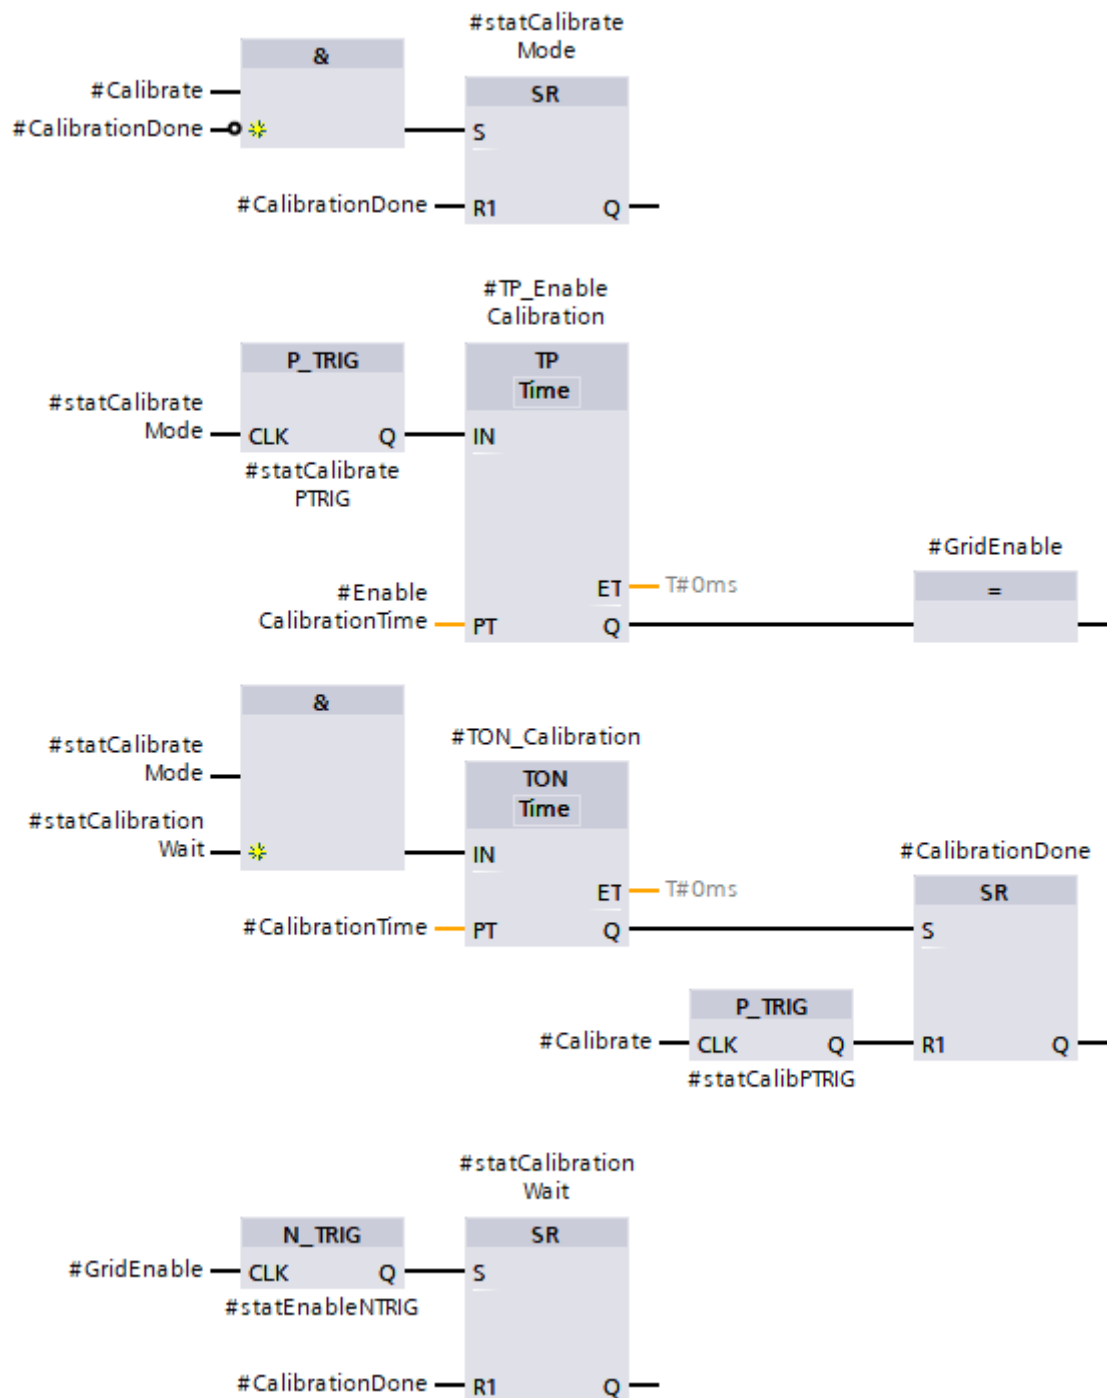 #statCalibrate
Mode
&
SR
#Calibrate
#CalibrationDone
S
#CalibrationDone
R1 Q
#TP_Enable
Calibration
P_TRIG
TP
Time
#statCalibrate
Mode
CLK Q
IN
#statCalibrate
PTRIG
#GridEnable
=
#Enable
CalibrationTime
ET T#0ms
PT Q
&
#TON_Calibration
#statCalibrate
Mode
TON
Time
#statCalibration
Wait
IN
#CalibrationDone
ET T#0ms
SR
#CalibrationTime
PT Q
S
P_TRIG
#Calibrate
CLK Q
R1 Q
#statCalibPTRIG
#statCalibration
Wait
N_TRIG
SR
#GridEnable
CLK Q
S
#statEnableNTRIG
#CalibrationDone
R1 Q